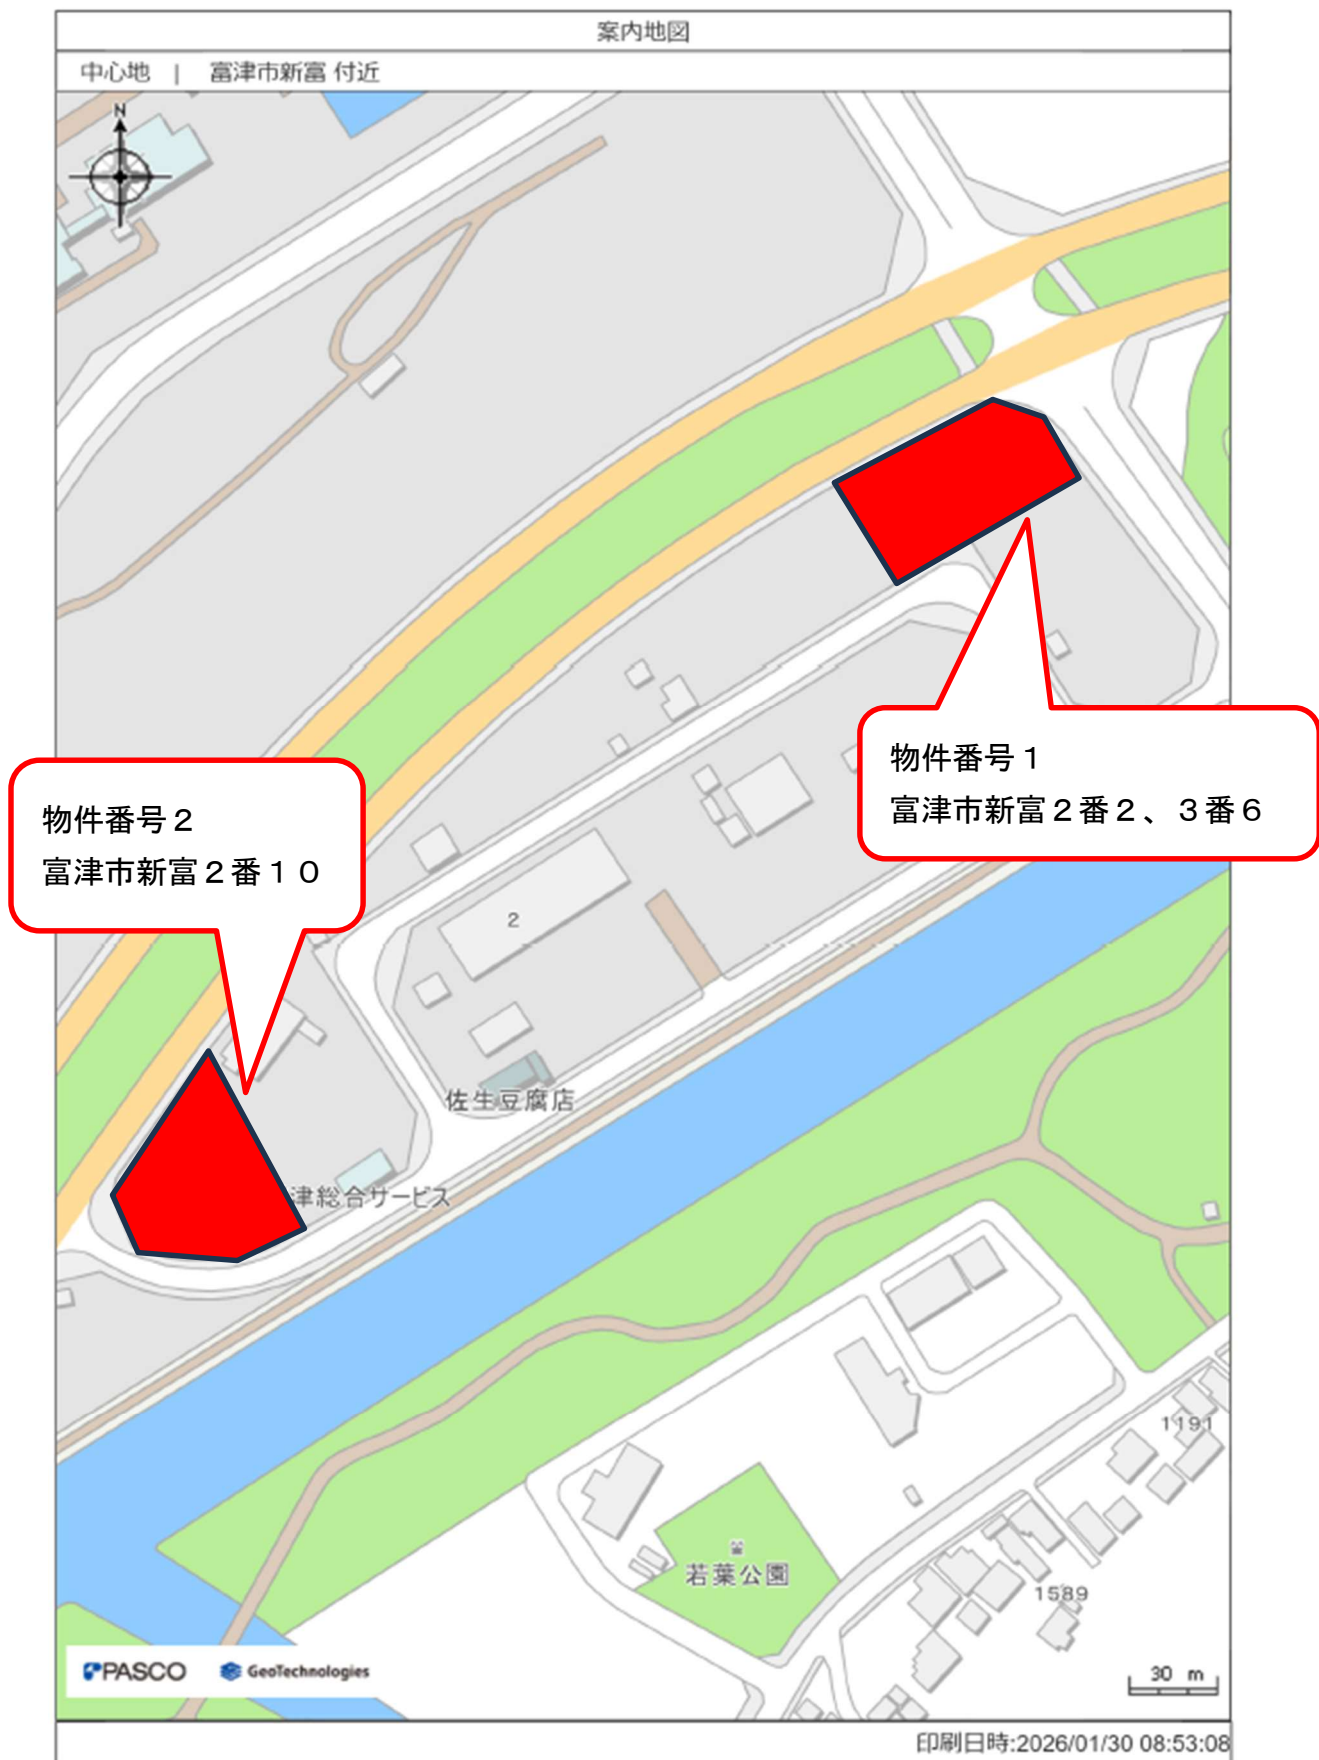 案内地図
中心地 | 富津市新富 付近
N
物件番号1
富津市新富2番2、3番6
物件番号2
富津市新富2番10
2
佐生豆腐店
津総合サービス
1191
若葉公園
1589
PASCO
GeoTechnologies
30 m
印刷日時:2026/01/30 08:53:08